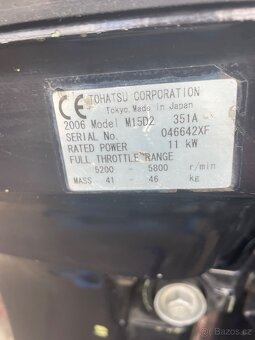 CE TOHATSU CORPORATION
Tokyo, Made in Japan
2006 Model M15D2 351A
SERIAL No. 046642XF
RATED POWER 11 kW
FULL THROTTLE RANGE
5200 - 5800 r/min
MASS 41 - 46 kg
Bazos.cz